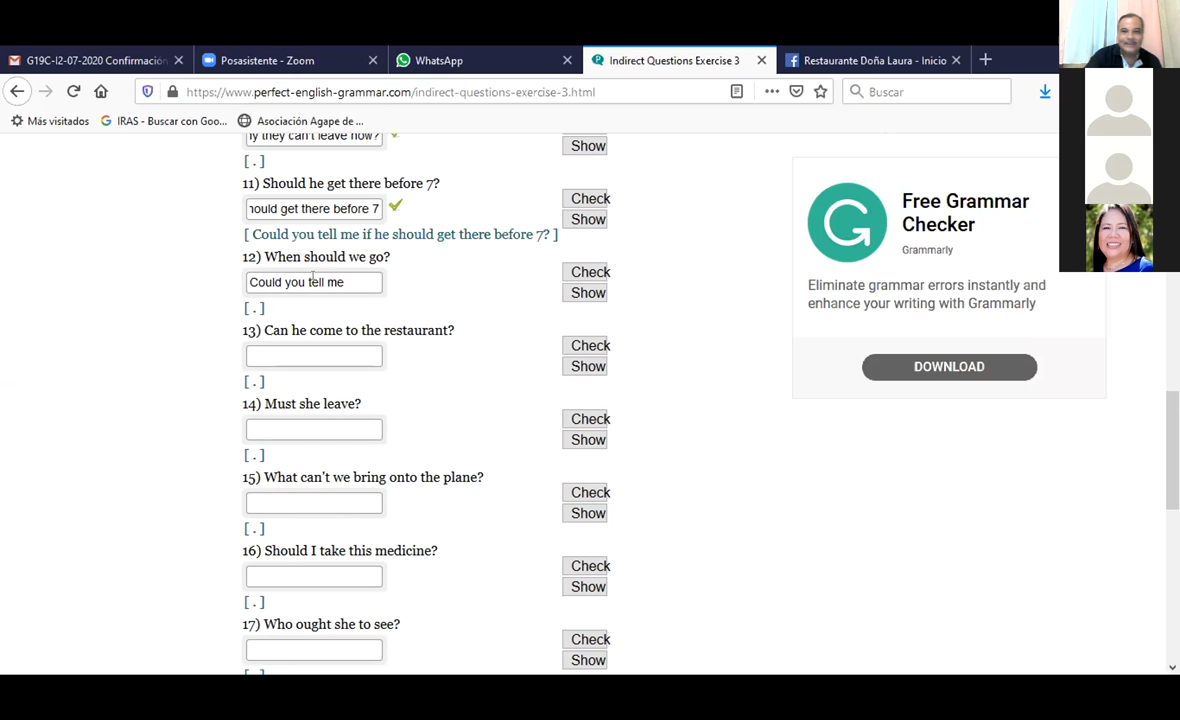 G19C-I2-07-2020 Confirmación
Posasistente - Zoom
WhatsApp
Indirect Questions Exercise 3
Restaurante Doña Laura - Inicio
https://www.perfect-english-grammar.com/indirect-questions-exercise-3.html
Buscar
Más visitados
IRAS - Buscar con Goo...
Asociación Agape de ...
ly they can't leave now?
Show
[ . ]
11) Should he get there before 7?
hould get there before 7
Check
Show
[ Could you tell me if he should get there before 7? ]
12) When should we go?
Could you tell me
Check
Show
[ . ]
13) Can he come to the restaurant?
Check
Show
[ . ]
14) Must she leave?
Check
Show
[ . ]
15) What can't we bring onto the plane?
Check
Show
[ . ]
16) Should I take this medicine?
Check
Show
[ . ]
17) Who ought she to see?
Check
Show
Free Grammar
Checker
Grammarly
Eliminate grammar errors instantly and
enhance your writing with Grammarly
DOWNLOAD